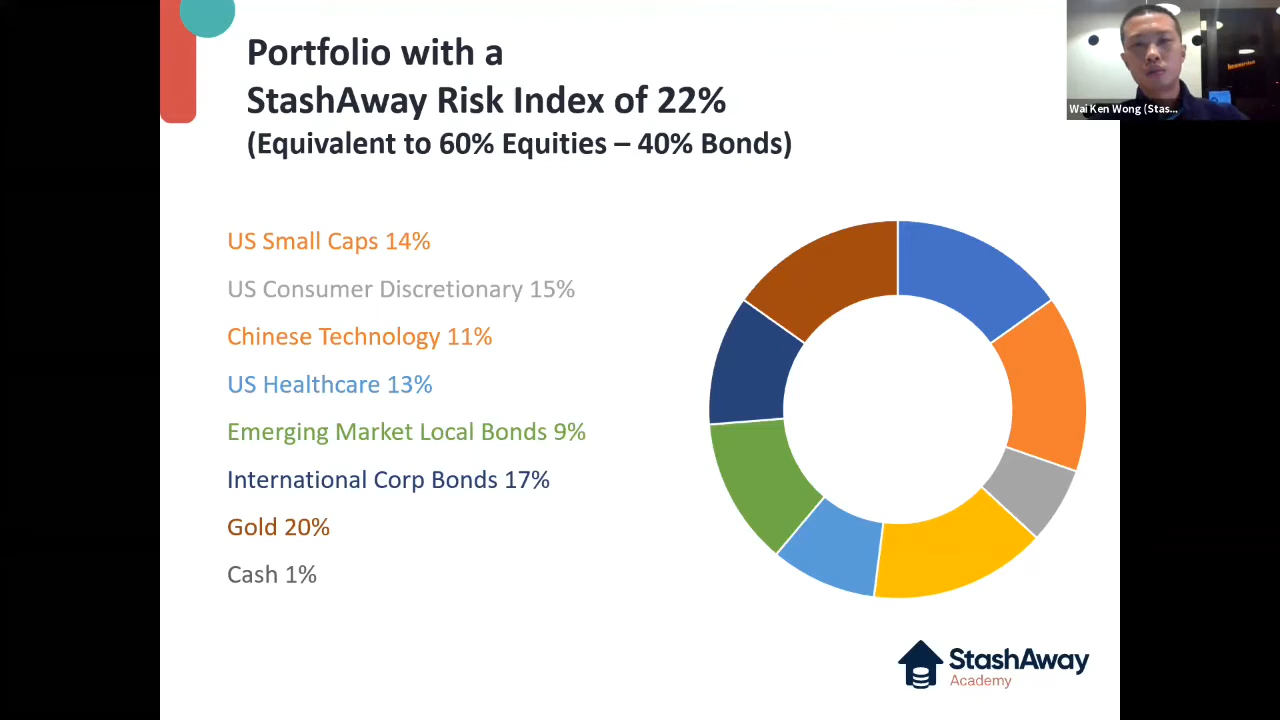 Portfolio with a
StashAway Risk Index of 22%
(Equivalent to 60% Equities – 40% Bonds)
Wai Ken Wong (Stas...
US Small Caps 14%
US Consumer Discretionary 15%
Chinese Technology 11%
US Healthcare 13%
Emerging Market Local Bonds 9%
International Corp Bonds 17%
Gold 20%
Cash 1%
StashAway
Academy